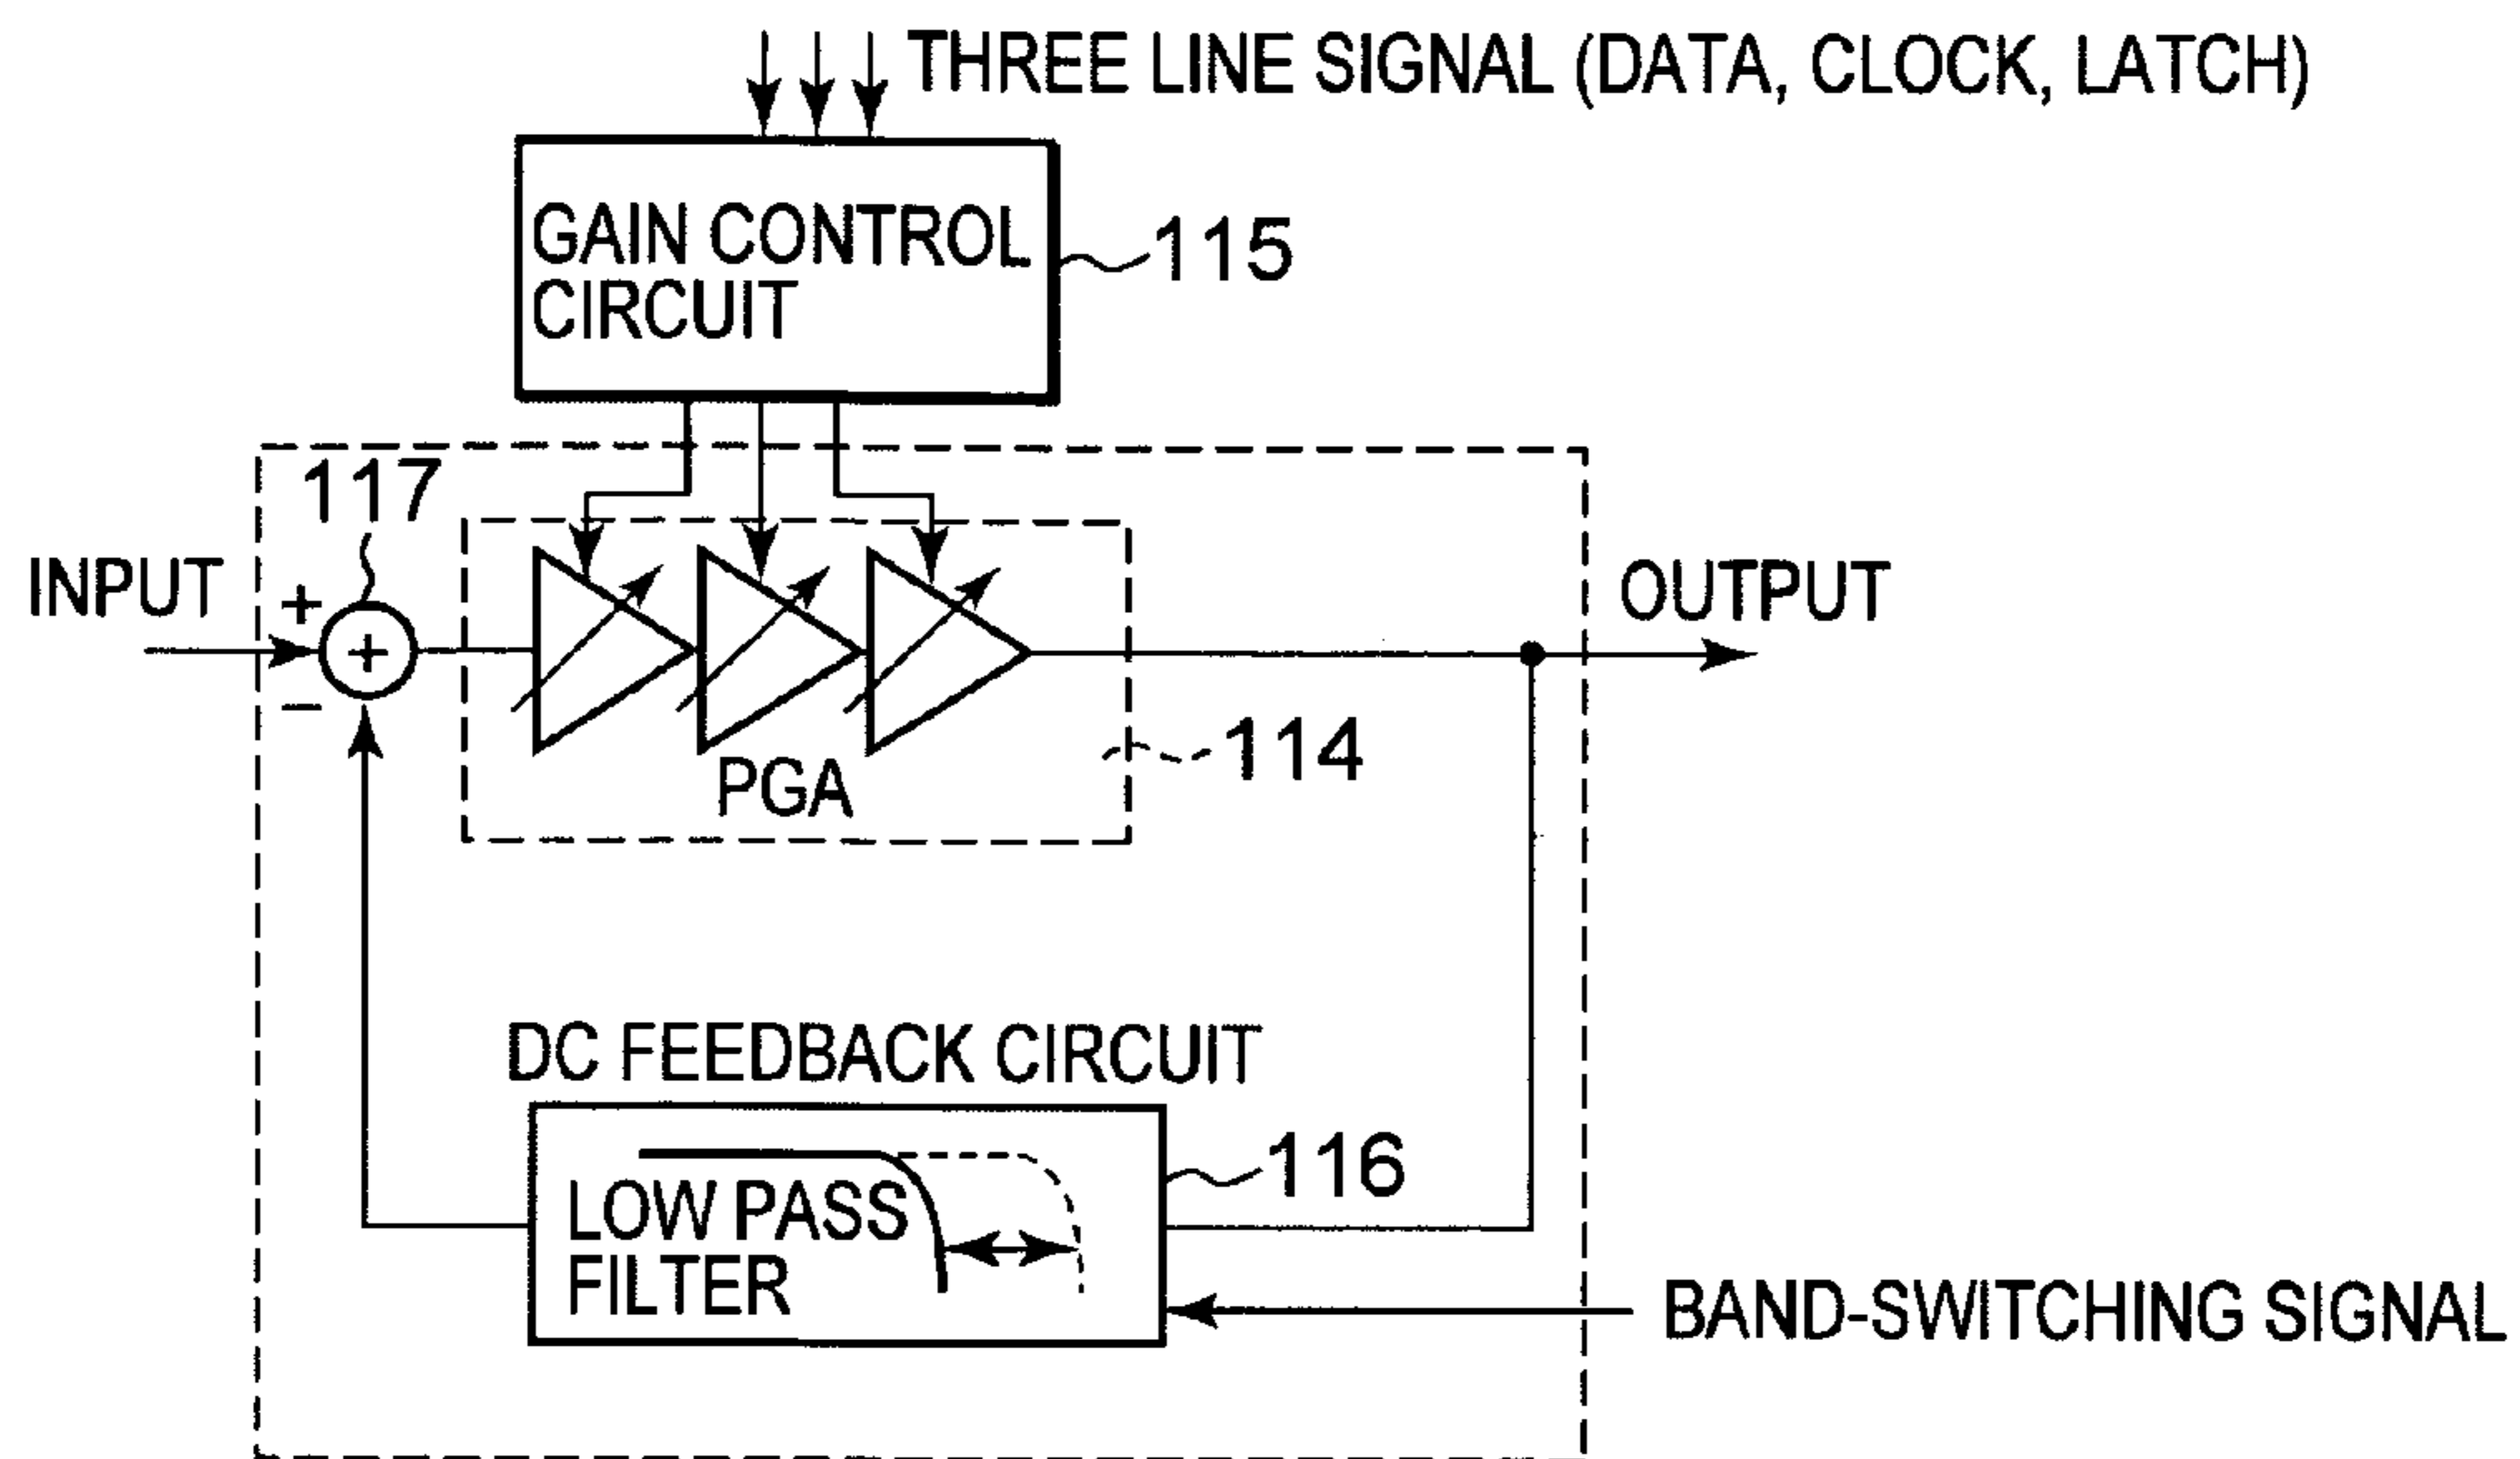 THREE LINE SIGNAL (DATA, CLOCK, LATCH)
GAIN CONTROL
CIRCUIT
115
117
INPUT
+
+
−
OUTPUT
114
PGA
DC FEEDBACK CIRCUIT
116
LOW PASS
FILTER
BAND-SWITCHING SIGNAL